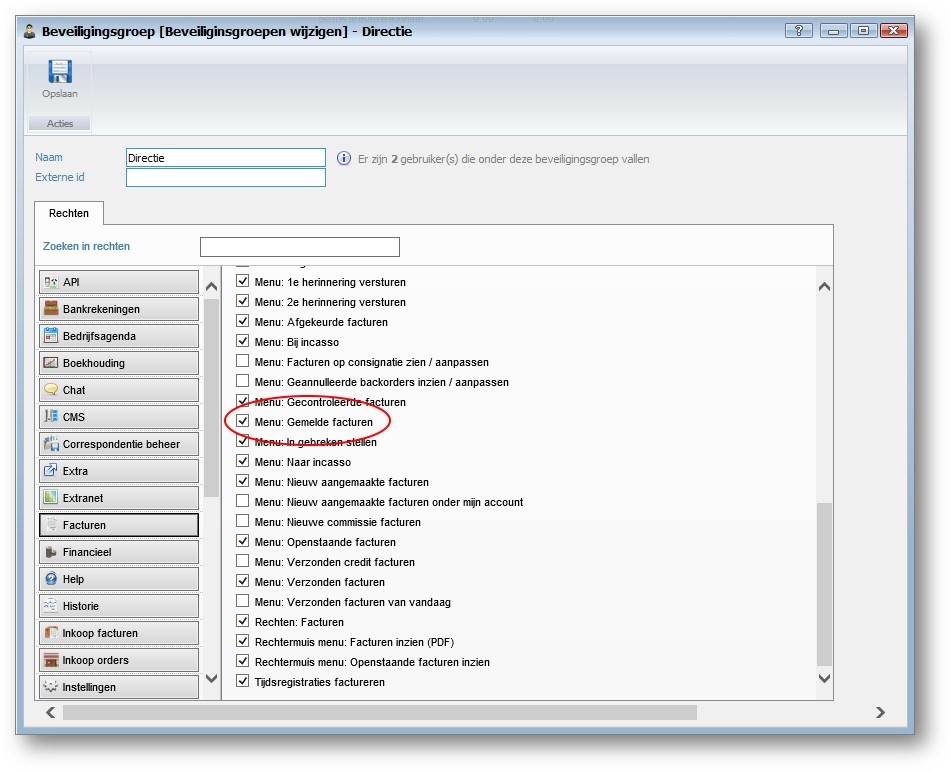 Beveiligingsgroep [Beveiliginsgroepen wijzigen] - Directie
Opslaan
Acties
Naam
Directie
Er zijn 2 gebruiker(s) die onder deze beveiligingsgroep vallen
Externe id
Rechten
Zoeken in rechten
API
Bankrekeningen
Bedrijfsagenda
Boekhouding
Chat
CMS
Correspondentie beheer
Extra
Extranet
Facturen
Financieel
Help
Historie
Inkoop facturen
Inkoop orders
Instellingen
Menu: 1e herinnering versturen
Menu: 2e herinnering versturen
Menu: Afgekeurde facturen
Menu: Bij incasso
Menu: Facturen op consignatie zien / aanpassen
Menu: Geannulleerde backorders inzien / aanpassen
Menu: Gecontroleerde facturen
Menu: Gemelde facturen
Menu: In gebreken stellen
Menu: Naar incasso
Menu: Nieuw aangemaakte facturen
Menu: Nieuw aangemaakte facturen onder mijn account
Menu: Nieuwe commissie facturen
Menu: Openstaande facturen
Menu: Verzonden credit facturen
Menu: Verzonden facturen
Menu: Verzonden facturen van vandaag
Rechten: Facturen
Rechtermuis menu: Facturen inzien (PDF)
Rechtermuis menu: Openstaande facturen inzien
Tijdsregistraties factureren